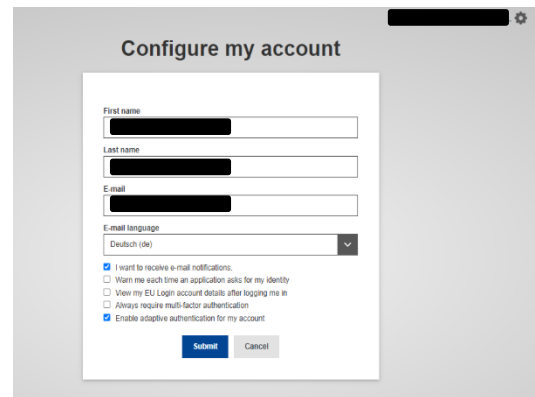 Configure my account
First name
Last name
E-mail
E-mail language
Deutsch (de)
I want to receive e-mail notifications.
Warn me each time an application asks for my identity
View my EU Login account details after logging me in
Always require multi-factor authentication
Enable adaptive authentication for my account
Submit
Cancel